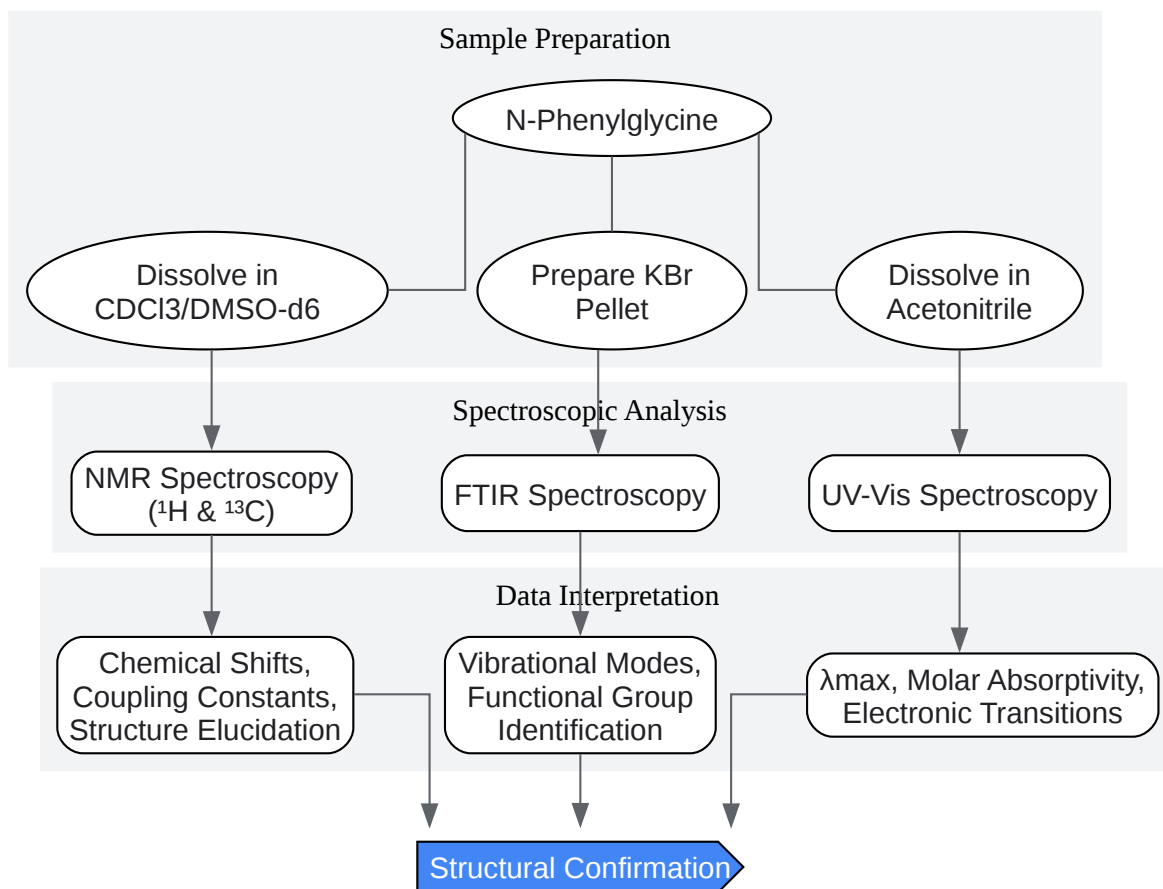 Sample Preparation
N-Phenylglycine
Dissolve in
CDCl3/DMSO-d6
Prepare KBr
Pellet
Dissolve in
Acetonitrile
Spectroscopic Analysis
NMR Spectroscopy
(¹H & ¹³C)
FTIR Spectroscopy
UV-Vis Spectroscopy
Data Interpretation
Chemical Shifts,
Coupling Constants,
Structure Elucidation
Vibrational Modes,
Functional Group
Identification
λmax, Molar Absorptivity,
Electronic Transitions
Structural Confirmation